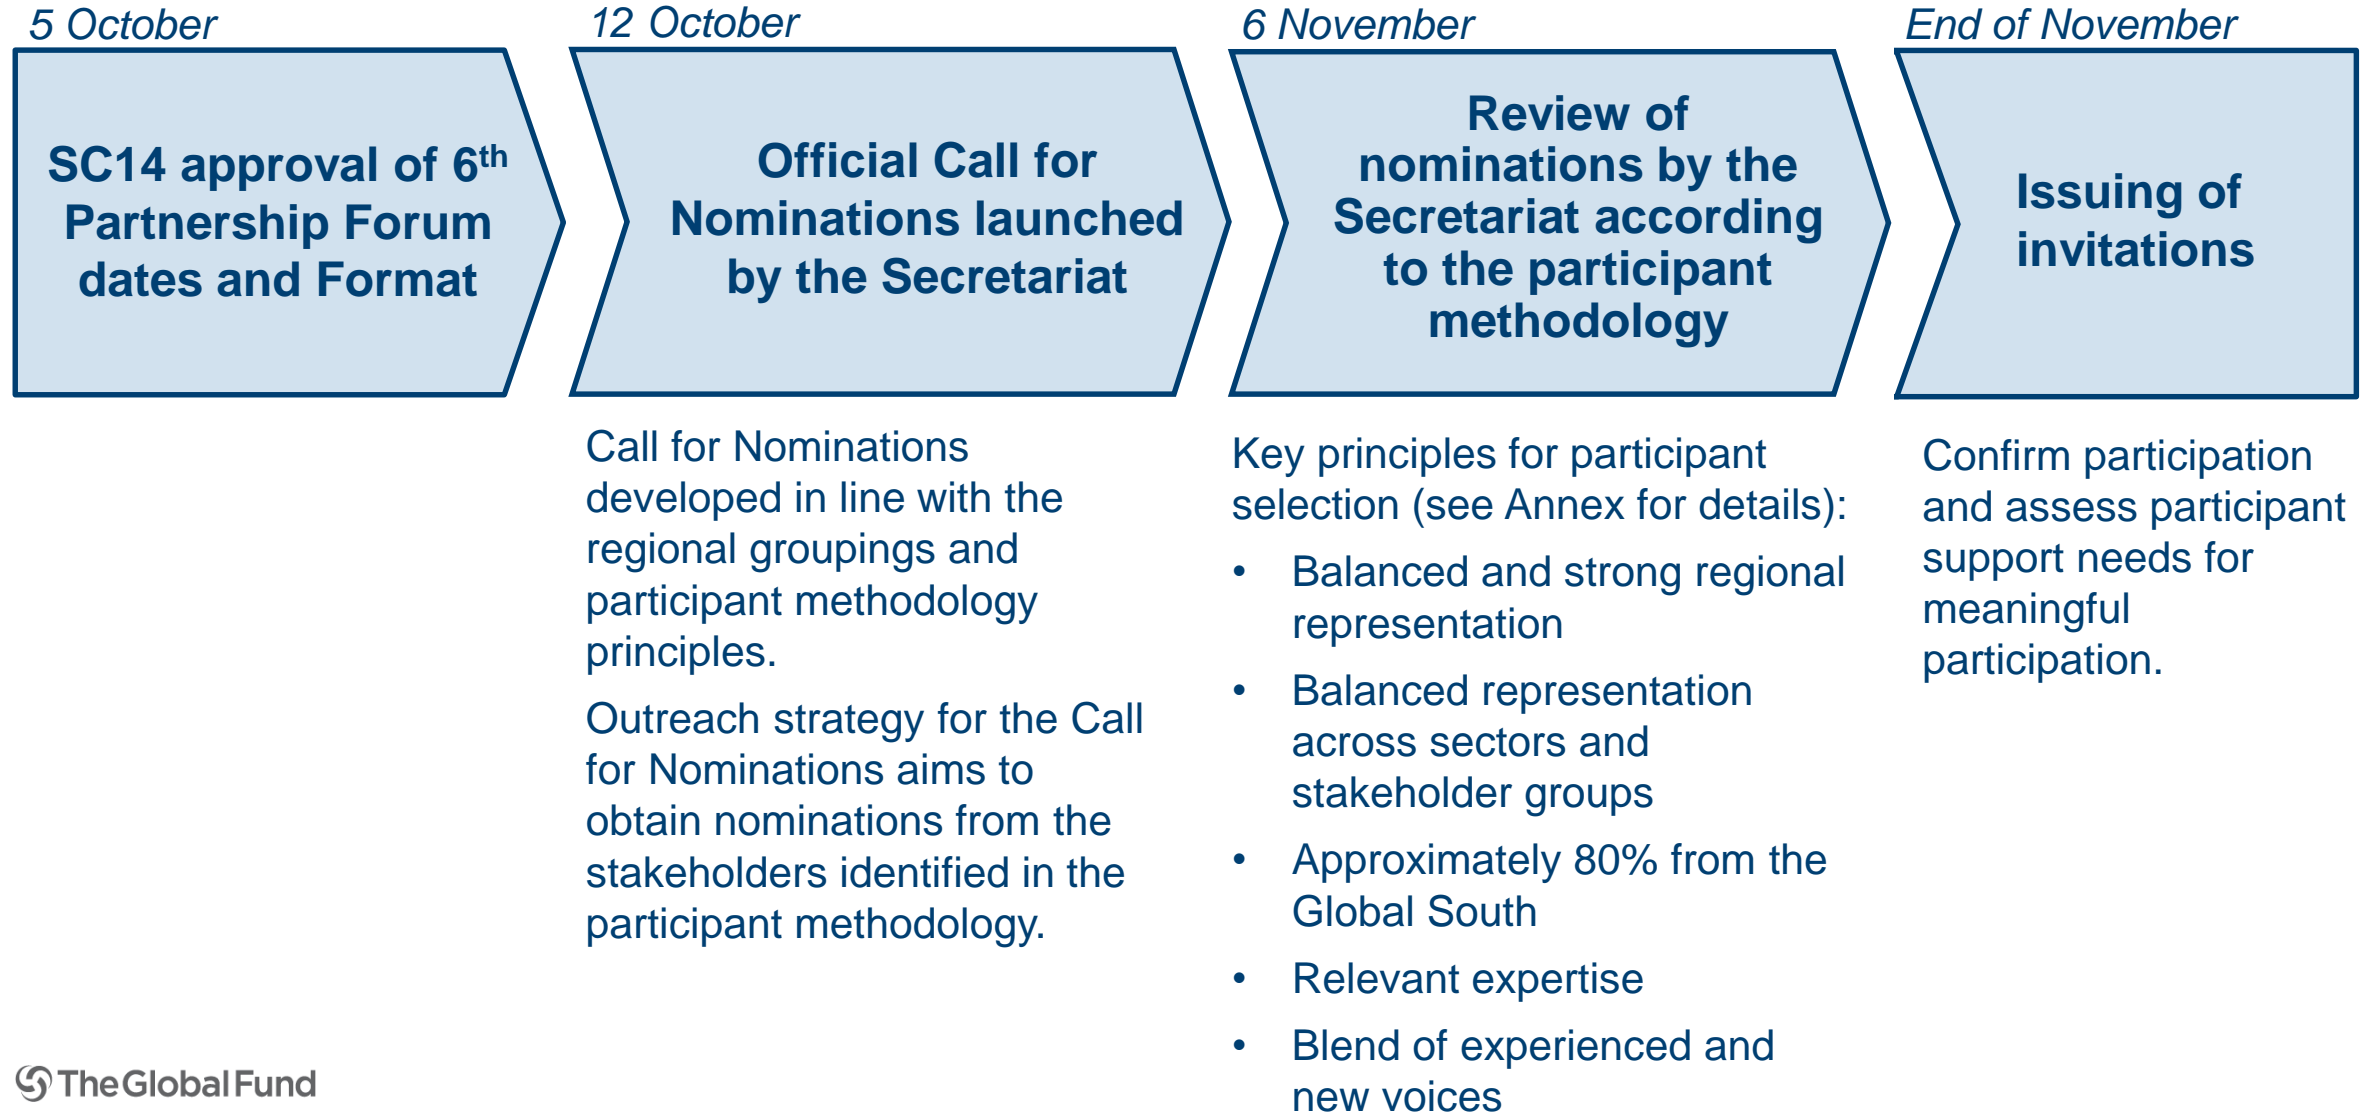 5 October
SC14 approval of 6th
Partnership Forum
dates and Format
12 October
Official Call for
Nominations launched
by the Secretariat
Call for Nominations
developed in line with the
regional groupings and
participant methodology
principles.
Outreach strategy for the Call
for Nominations aims to
obtain nominations from the
stakeholders identified in the
participant methodology.
6 November
Review of
nominations by the
Secretariat according
to the participant
methodology
Key principles for participant
selection (see Annex for details):
• Balanced and strong regional
representation
• Balanced representation
across sectors and
stakeholder groups
• Approximately 80% from the
Global South
• Relevant expertise
• Blend of experienced and
new voices
End of November
Issuing of
invitations
Confirm participation
and assess participant
support needs for
meaningful
participation.
TheGlobalFund